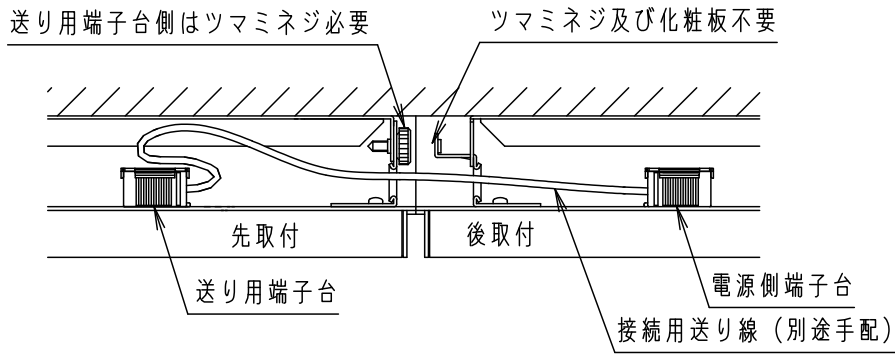 送り用端子台側はツマミネジ必要
ツマミネジ及び化粧板不要
先取付
後取付
送り用端子台
電源側端子台
接続用送り線（別途手配）